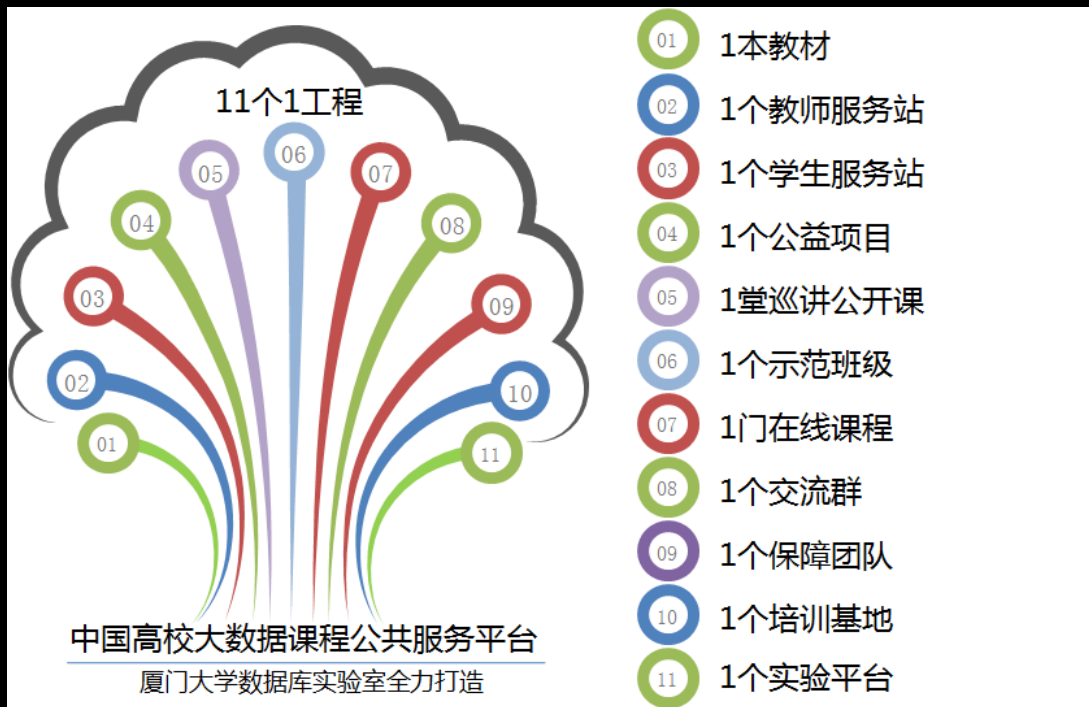 11个1工程
01
02
03
04
05
06
07
08
09
10
11
中国高校大数据课程公共服务平台
厦门大学数据库实验室全力打造
01 1本教材
02 1个教师服务站
03 1个学生服务站
04 1个公益项目
05 1堂巡讲公开课
06 1个示范班级
07 1门在线课程
08 1个交流群
09 1个保障团队
10 1个培训基地
11 1个实验平台